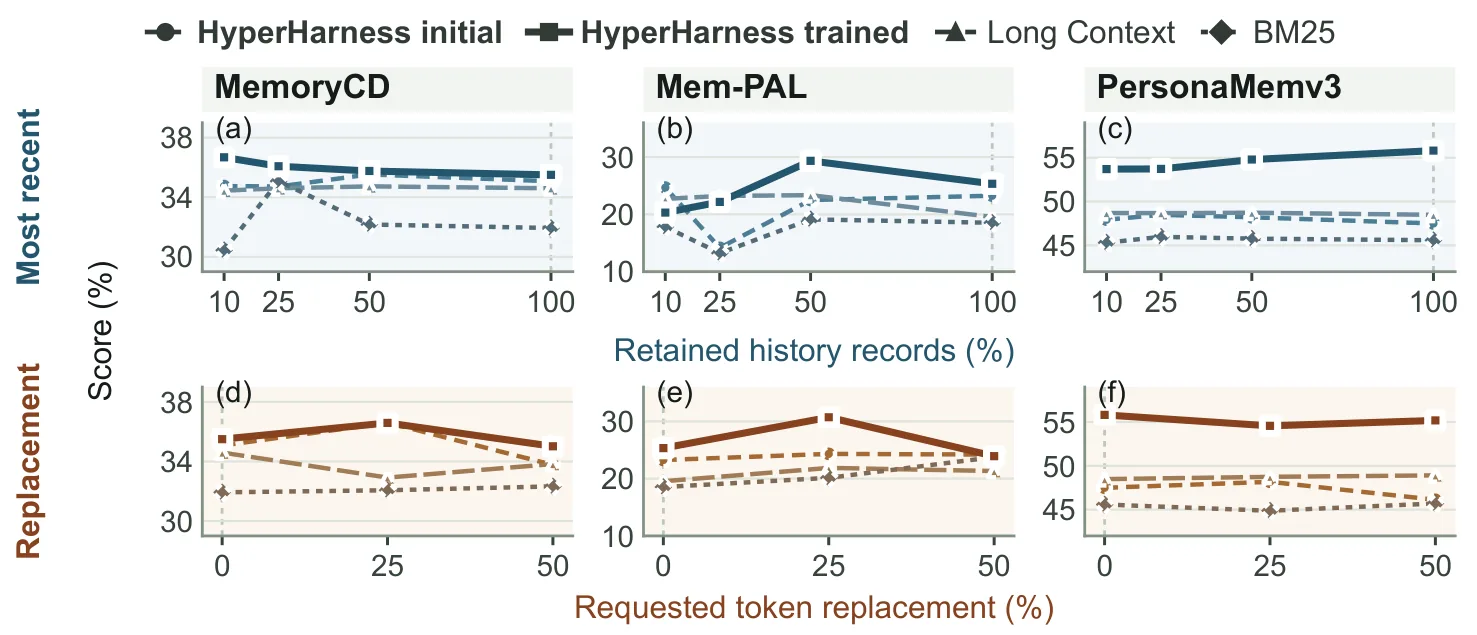 HyperHarness initial HyperHarness trained Long Context BM25
MemoryCD Mem-PAL PersonaMemv3
Most recent
Replacement
Score (%)
(a)
38
34
30
10 25 50 100
(b)
30
20
10
10 25 50 100
(c)
55
50
45
10 25 50 100
Retained history records (%)
(d)
38
34
30
0 25 50
(e)
30
20
10
0 25 50
(f)
55
50
45
0 25 50
Requested token replacement (%)